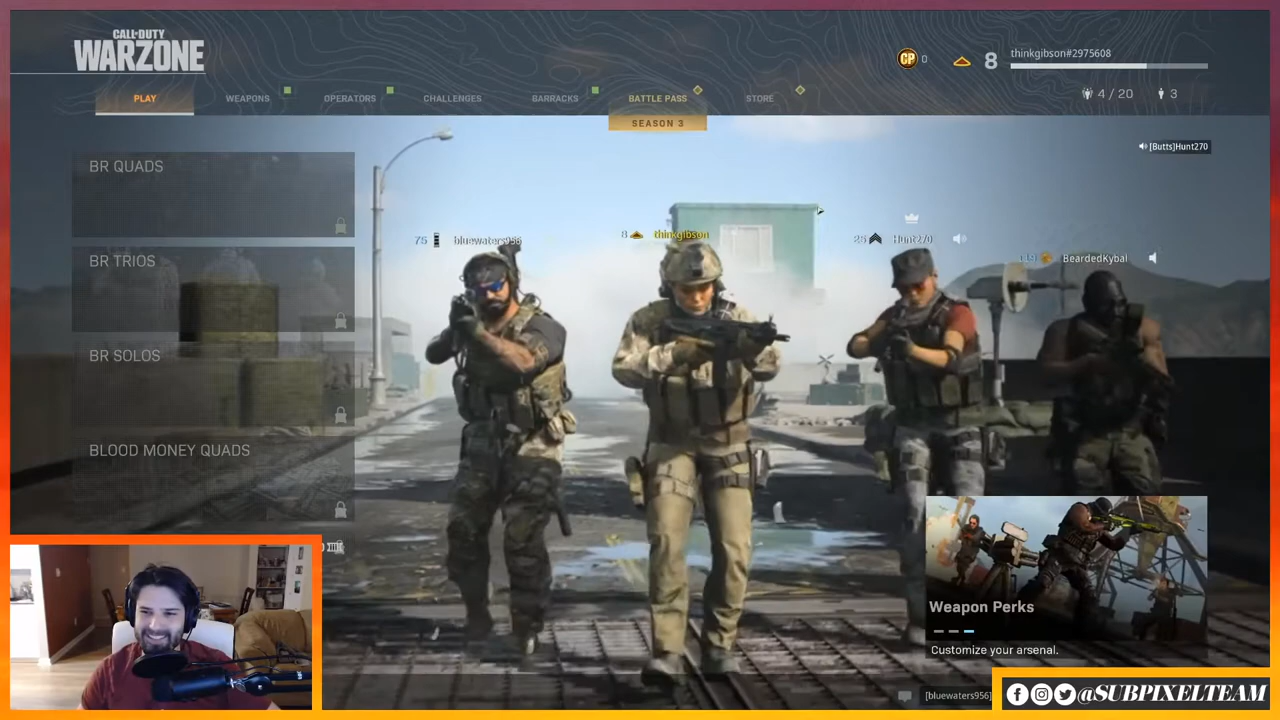 CALL OF DUTY
WARZONE
CP 0
8
thinkgibson#2975608
4 / 20 3
PLAY WEAPONS OPERATORS CHALLENGES BARRACKS BATTLE PASS STORE
SEASON 3
[Butts]Hunt270
BR QUADS
BR TRIOS
BR SOLOS
BLOOD MONEY QUADS
75 bluewaters956
8 thinkgibson
Hunt270
BeardedKybal
Weapon Perks
Customize your arsenal.
[bluewaters956]
@SUBPIXELTEAM